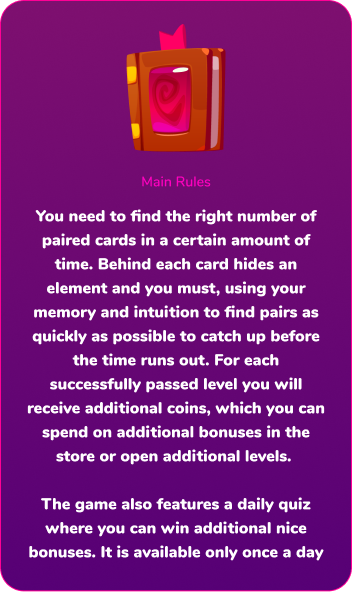 Main Rules
You need to find the right number of
paired cards in a certain amount of
time. Behind each card hides an
element and you must, using your
memory and intuition to find pairs as
quickly as possible to catch up before
the time runs out. For each
successfully passed level you will
receive additional coins, which you can
spend on additional bonuses in the
store or open additional levels.
The game also features a daily quiz
where you can win additional nice
bonuses. It is available only once a day